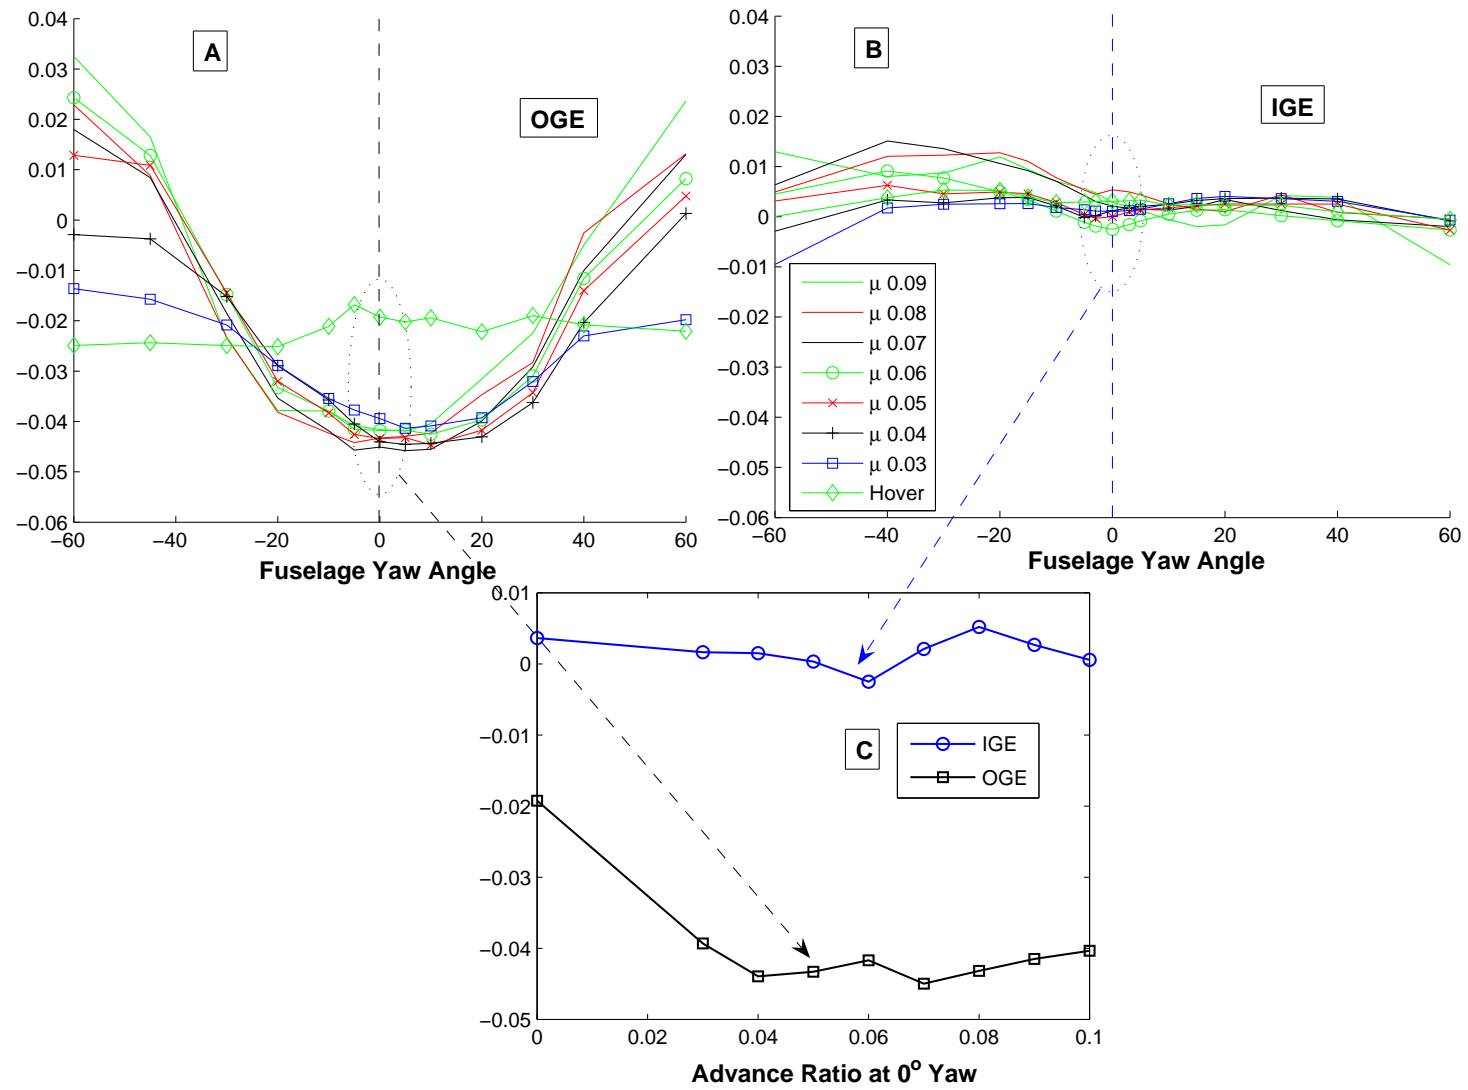 A
OGE
0.04
0.03
0.02
0.01
0
−0.01
−0.02
−0.03
−0.04
−0.05
−0.06
−60
−40
−20
0
20
40
60
Fuselage Yaw Angle
B
IGE
0.04
0.03
0.02
0.01
0
−0.01
−0.02
−0.03
−0.04
−0.05
−0.06
μ 0.09
μ 0.08
μ 0.07
μ 0.06
μ 0.05
μ 0.04
μ 0.03
Hover
−60
−40
−20
0
20
40
60
Fuselage Yaw Angle
0.01
0
−0.01
−0.02
−0.03
−0.04
−0.05
C
IGE
OGE
0
0.02
0.04
0.06
0.08
0.1
Advance Ratio at 0° Yaw